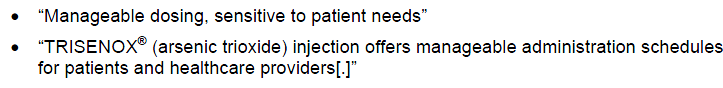 • “Manageable dosing, sensitive to patient needs”
• “TRISENOX® (arsenic trioxide) injection offers manageable administration schedules
for patients and healthcare providers[.]”